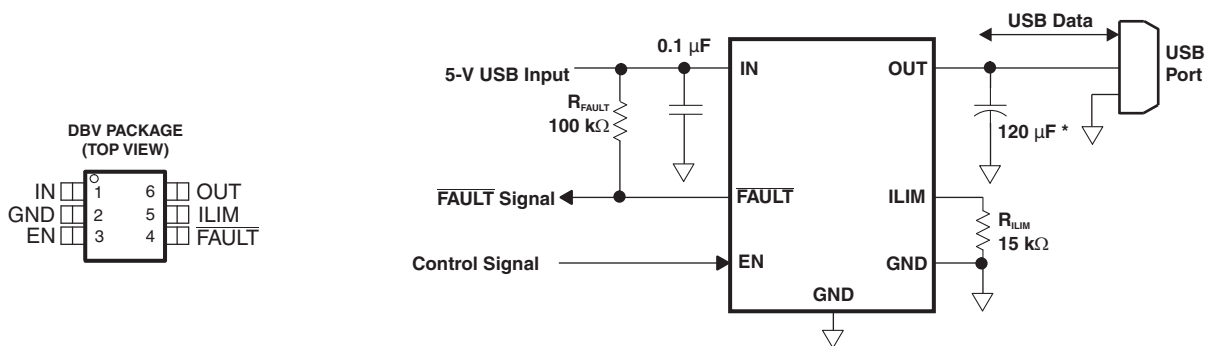 DBV PACKAGE
(TOP VIEW)
IN 1 6 OUT
GND 2 5 ILIM
EN 3 4 FAULT
USB Data
0.1 μF
USB
Port
5-V USB Input
IN
OUT
RFAULT
100 kΩ
120 μF *
FAULT Signal
FAULT
ILIM
RILIM
15 kΩ
Control Signal
EN
GND
GND